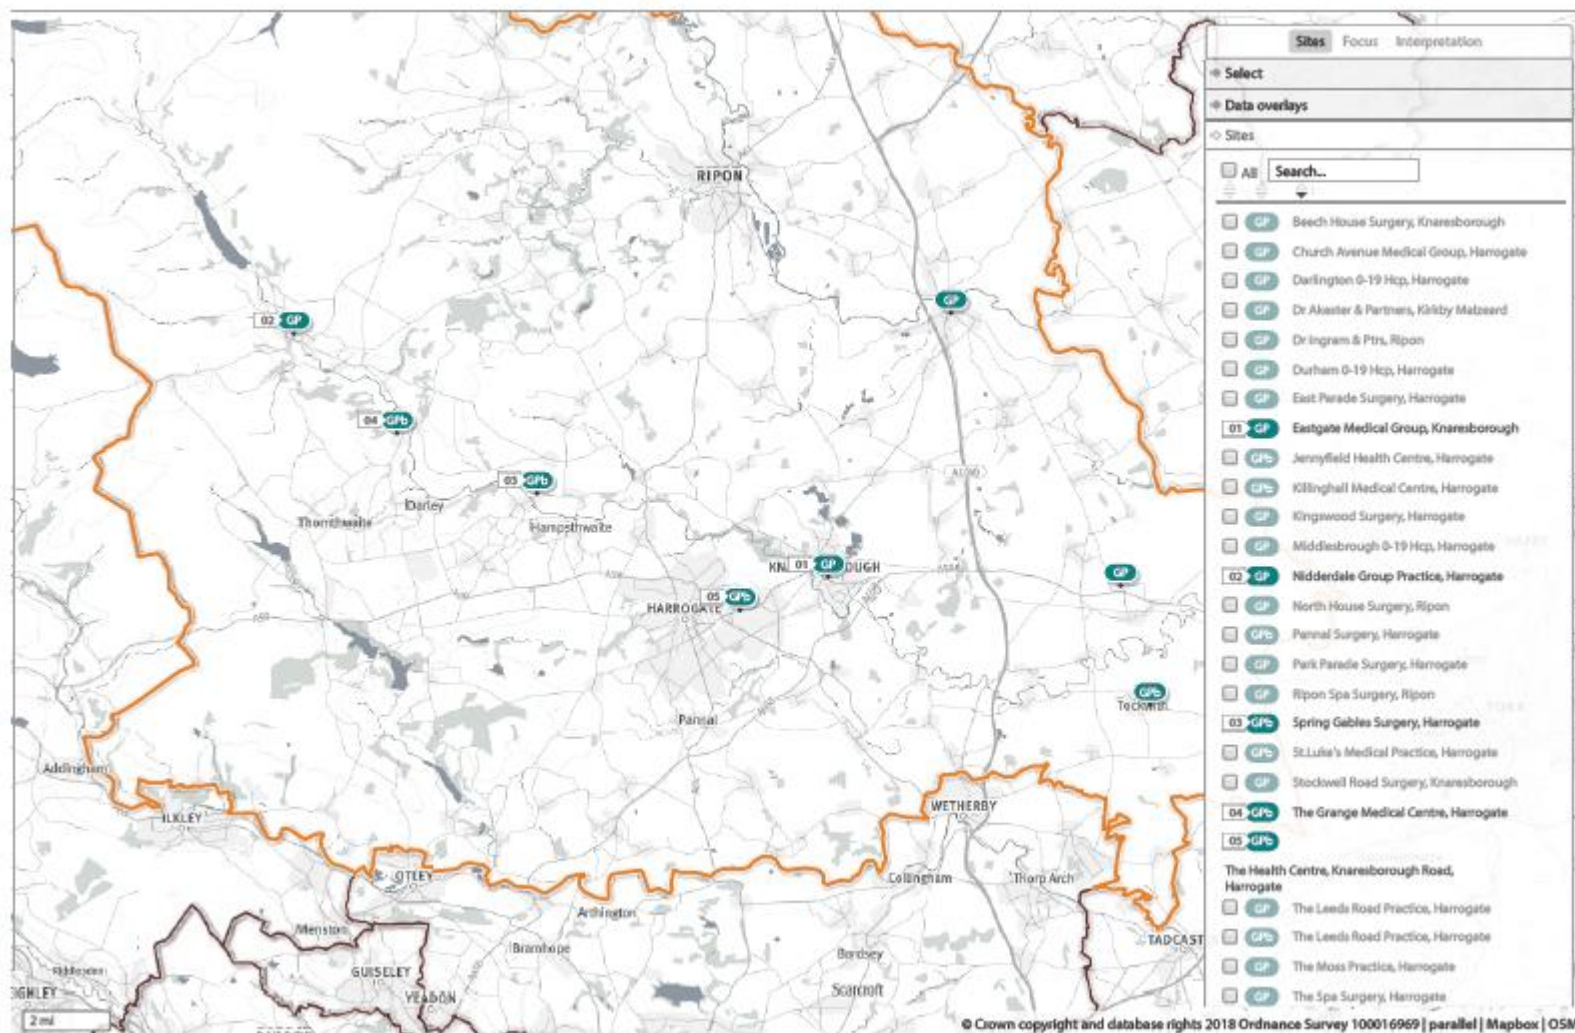 Sites Focus Interpretation
Select
Data overlays
Sites
All Search...
GP Beech House Surgery, Knaresborough
GP Church Avenue Medical Group, Harrogate
GP Darlington 0-19 Hcp, Harrogate
GP Dr Akester & Partners, Kirkby Malzeard
GP Dr Ingram & Ptrs, Ripon
GP Durham 0-19 Hcp, Harrogate
GP East Parade Surgery, Harrogate
01 GP Eastgate Medical Group, Knaresborough
GPb Jennyfield Health Centre, Harrogate
GPb Killinghall Medical Centre, Harrogate
GP Kingswood Surgery, Harrogate
GP Middlesbrough 0-19 Hcp, Harrogate
02 GP Nidderdale Group Practice, Harrogate
GP North House Surgery, Ripon
GPb Pannal Surgery, Harrogate
GP Park Parade Surgery, Harrogate
GP Ripon Spa Surgery, Ripon
03 GPb Spring Gables Surgery, Harrogate
GPb St.Luke's Medical Practice, Harrogate
GP Stockwell Road Surgery, Knaresborough
04 GPb The Grange Medical Centre, Harrogate
05 GPb
The Health Centre, Knaresborough Road,
Harrogate
GP The Leeds Road Practice, Harrogate
GPb The Leeds Road Practice, Harrogate
GP The Moss Practice, Harrogate
GP The Spa Surgery, Harrogate
RIPON
GP
02 GP
04 GPb
A1(M)
03 GPb
Darley
Thornthwaite
Hampsthwaite
KN 01 GP OUGH
GP
A59
05 GPb
HARROGATE
A59
GPb
Tockwith
Pannal
Addingham
ILKLEY
WETHERBY
OTLEY
Collingham
Thorp Arch
Arthington
Menston
Bramhope
Bardsey
TADCAST
GUISELEY
Scarcroft
YEADON
IGHLEY
2 mi
© Crown copyright and database rights 2018 Ordnance Survey 100016969 | parallel | Mapbox | OSM